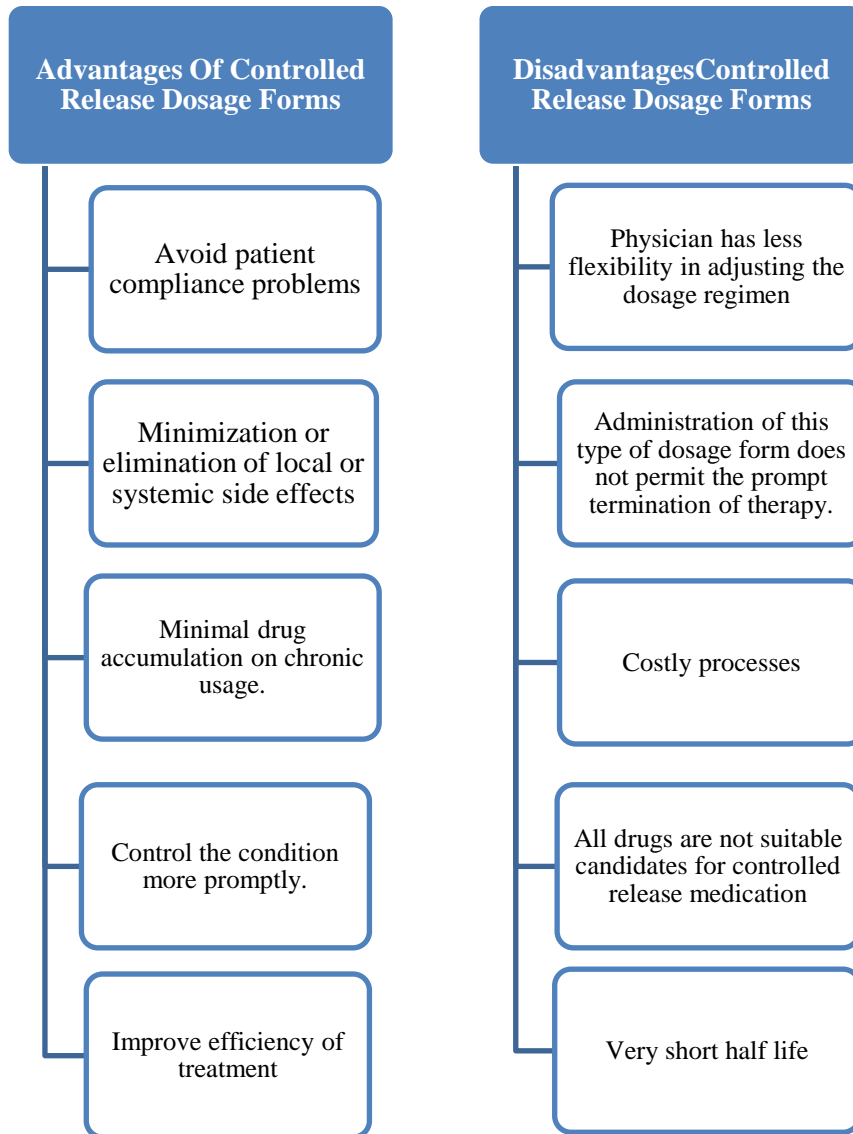 Advantages Of Controlled
Release Dosage Forms
Avoid patient
compliance problems
Minimization or
elimination of local or
systemic side effects
Minimal drug
accumulation on chronic
usage.
Control the condition
more promptly.
Improve efficiency of
treatment
DisadvantagesControlled
Release Dosage Forms
Physician has less
flexibility in adjusting the
dosage regimen
Administration of this
type of dosage form does
not permit the prompt
termination of therapy.
Costly processes
All drugs are not suitable
candidates for controlled
release medication
Very short half life